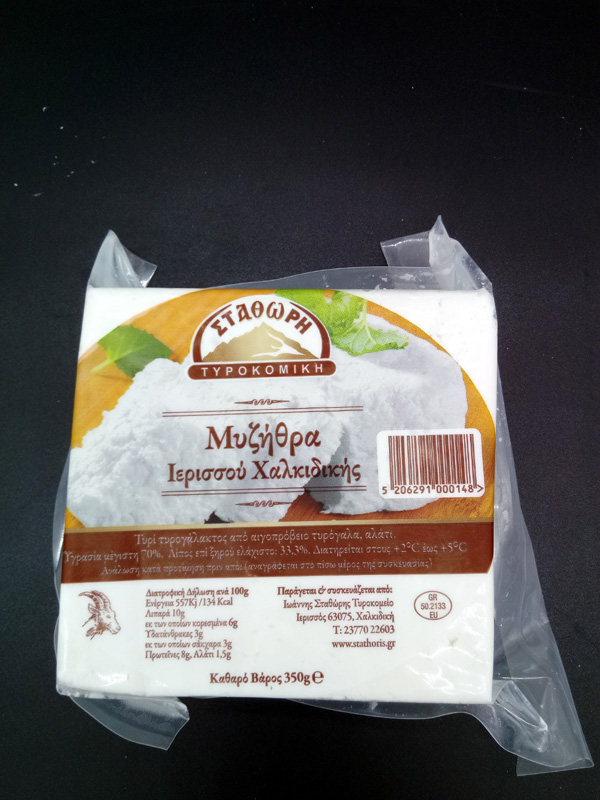 ΣΤΑΘΩΡΗ
ΤΥΡΟΚΟΜΙΚΗ
Μυζήθρα
Ιερισσού Χαλκιδικής
5 206291 000148 >
Τυρί τυρογάλακτος από αιγοπρόβειο τυρόγαλα, αλάτι.
Υγρασία μέγιστη 70%. Λίπος επί ξηρού ελάχιστο: 33,3%. Διατηρείται στους +2°C έως +5°C
Ανάλωση κατά προτίμηση πριν από: (αναγράφεται στο πίσω μέρος της συσκευασίας)
Διατροφική Δήλωση ανά 100g
Ενέργεια 557Kj /134 Kcal
Λιπαρά 10g
εκ των οποίων κορεσμένα 6g
Υδατάνθρακες 3g
εκ των οποίων σάκχαρα 3g
Πρωτεΐνες 8g, Αλάτι 1,5g
Παράγεται & συσκευάζεται από:
Ιωάννης Σταθώρης Τυροκομείο
Ιερισσός 63075, Χαλκιδική
Τ: 23770 22603
www.stathoris.gr
GR
50.2133
EU
Καθαρό Βάρος 350g ℮